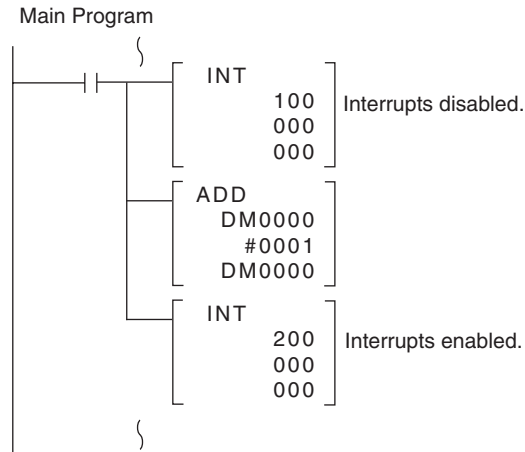 Main Program
INT
100
000
000
Interrupts disabled.
ADD
DM0000
#0001
DM0000
INT
200
000
000
Interrupts enabled.